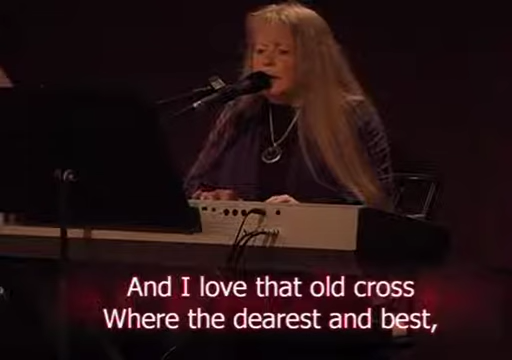 And I love that old cross
Where the dearest and best,